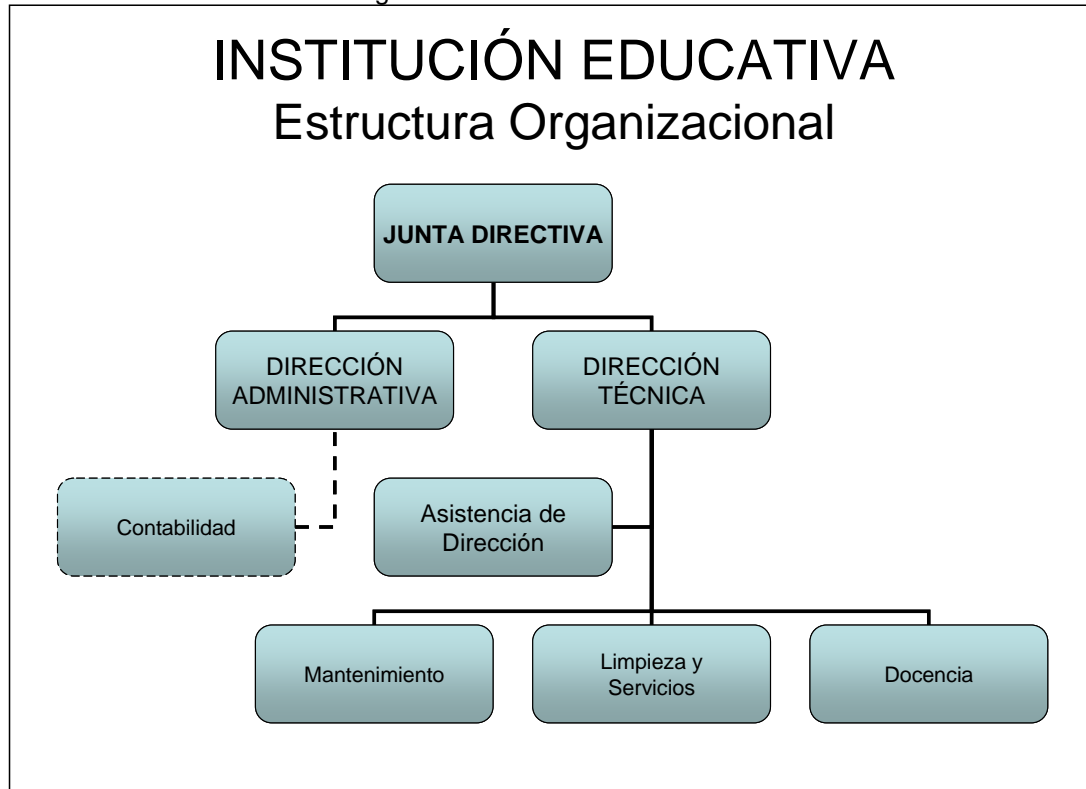 INSTITUCIÓN EDUCATIVA
Estructura Organizacional
JUNTA DIRECTIVA
DIRECCIÓN
ADMINISTRATIVA
DIRECCIÓN
TÉCNICA
Contabilidad
Asistencia de
Dirección
Mantenimiento
Limpieza y
Servicios
Docencia